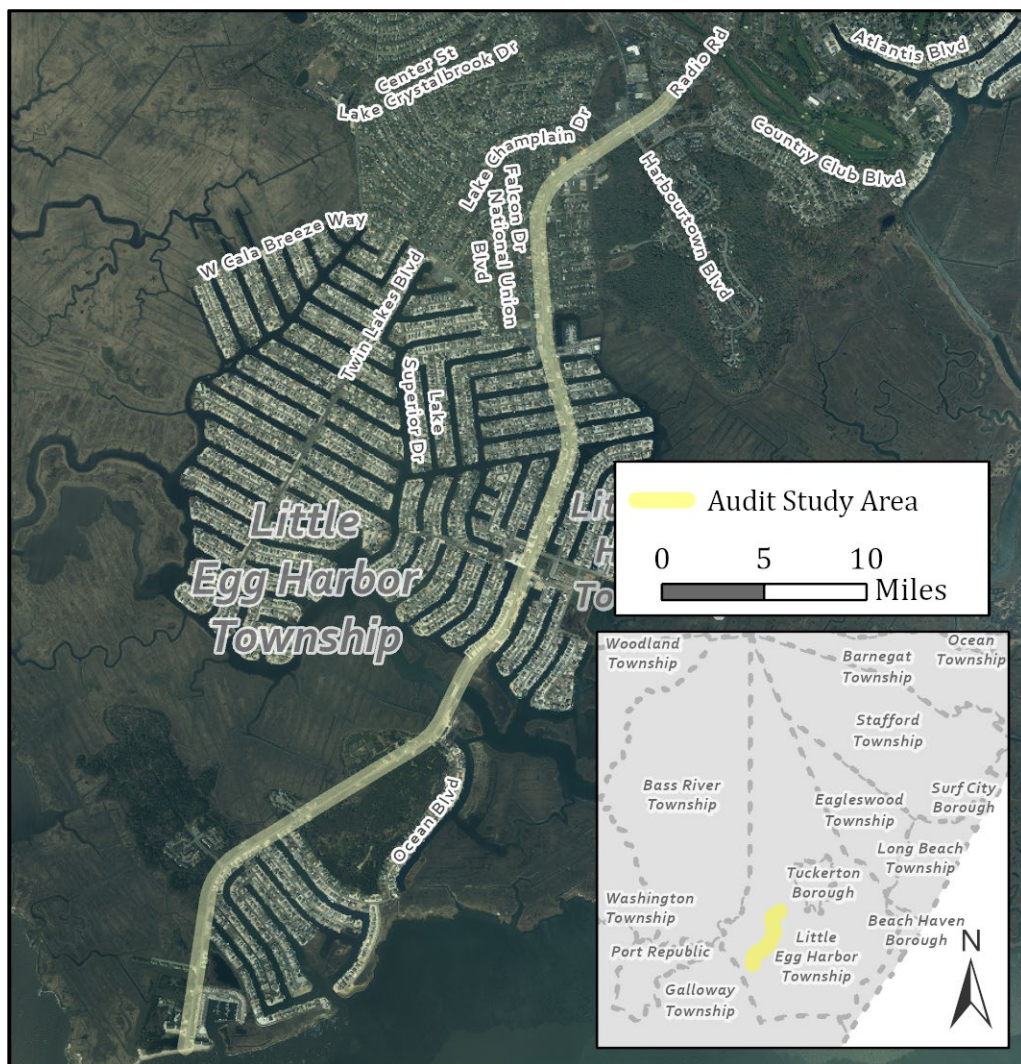 Center St
Lake Crystalbrook Dr
Radio Rd
Atlantis Blvd
Lake Champlain Dr
Country Club Blvd
Falcon Dr
National Union
Blvd
Harbourtown Blvd
W Cala Breeze Way
Twin Lakes Blvd
Lake
Superior Dr
Little
Egg Harbor
Township
Ocean Blvd
Audit Study Area
0 5 10
Miles
Woodland
Township
Ocean
Township
Barnegat
Township
Stafford
Township
Bass River
Township
Surf City
Borough
Eagleswood
Township
Long Beach
Township
Tuckerton
Borough
Washington
Township
Beach Haven
Borough
Port Republic
Little
Egg Harbor
Township
Galloway
Township
N